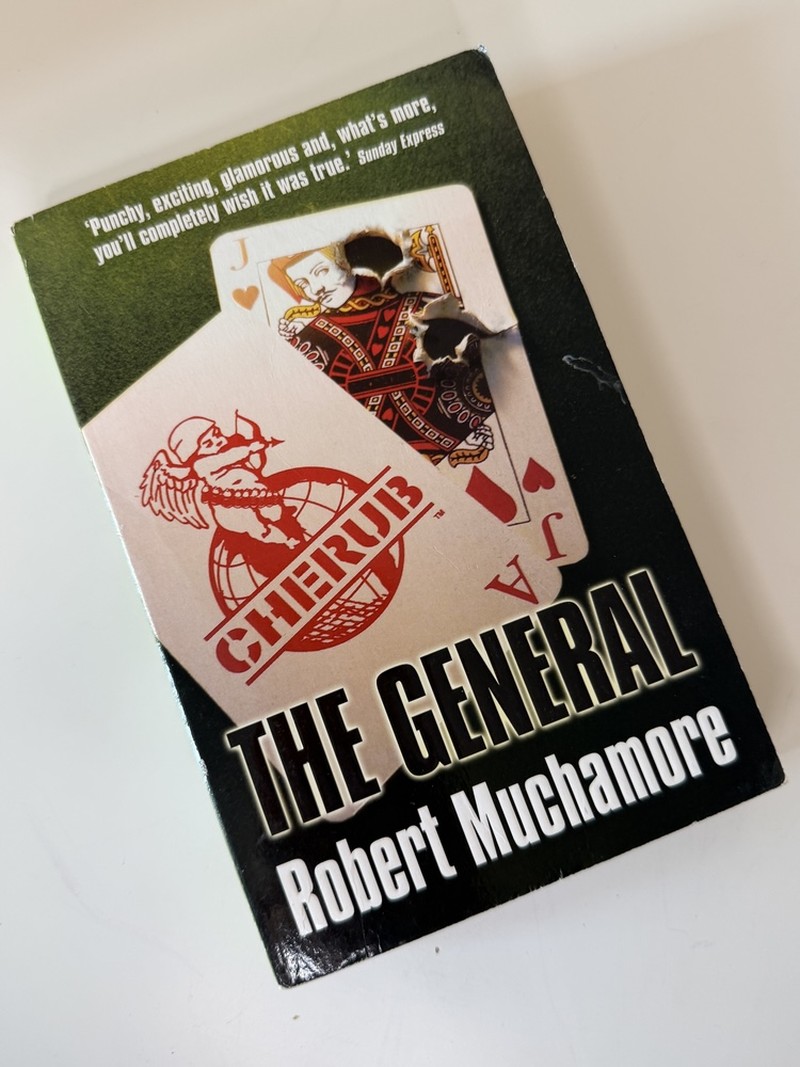 'Punchy, exciting, glamorous and, what's more,
you'll completely wish it was true.' Sunday Express
J
CHERUB™
J
A
THE GENERAL
Robert Muchamore